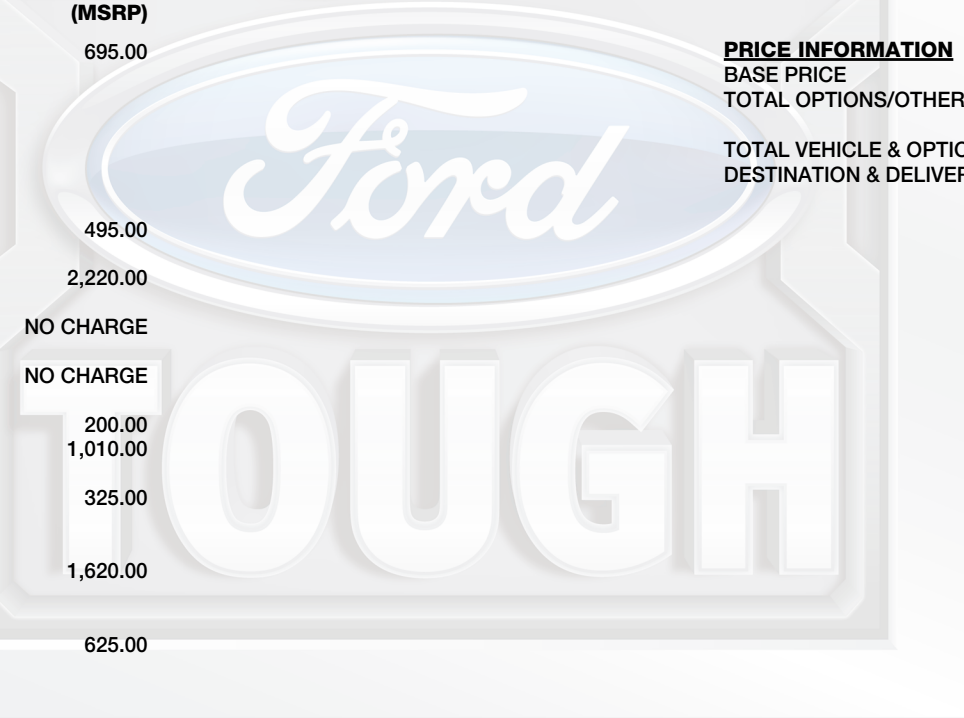 (MSRP)
695.00
495.00
2,220.00
NO CHARGE
NO CHARGE
200.00
1,010.00
325.00
1,620.00
625.00
PRICE INFORMATION
BASE PRICE
TOTAL OPTIONS/OTHER
TOTAL VEHICLE & OPTIO
DESTINATION & DELIVER
Ford
TOUGH